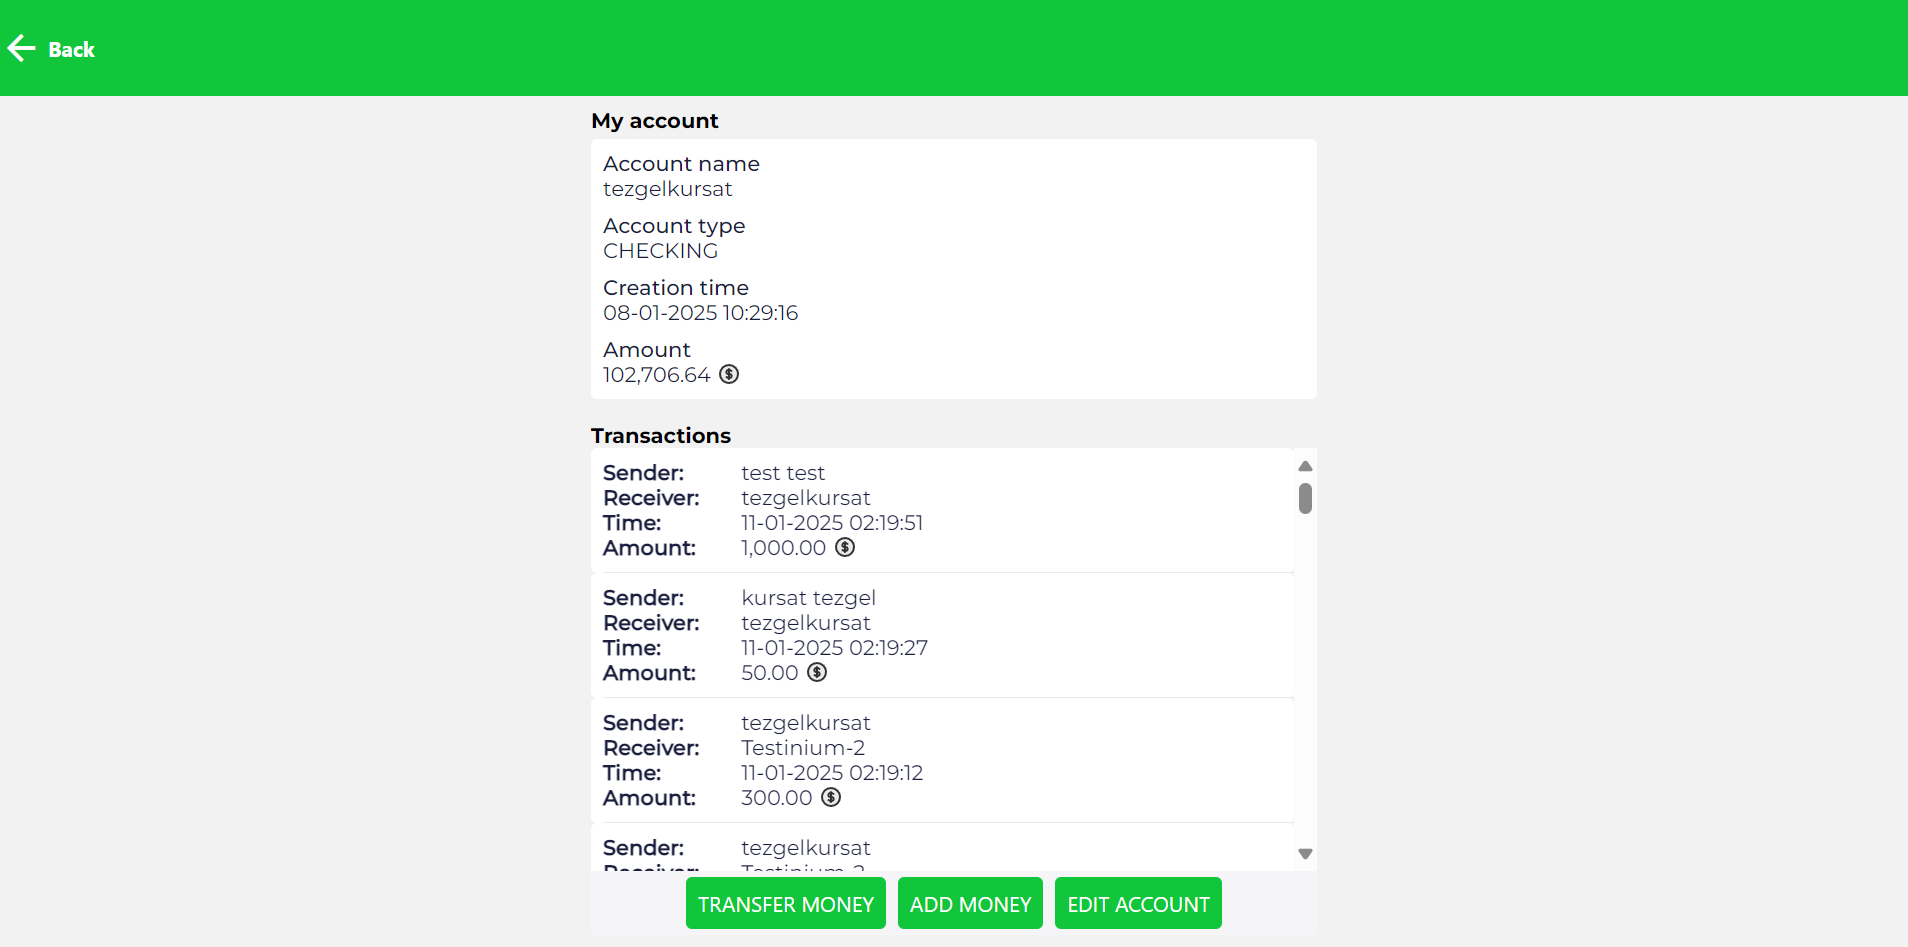 Back
My account
Account name
tezgelkursat
Account type
CHECKING
Creation time
08-01-2025 10:29:16
Amount
102,706.64
Transactions
Sender: test test
Receiver: tezgelkursat
Time: 11-01-2025 02:19:51
Amount: 1,000.00
Sender: kursat tezgel
Receiver: tezgelkursat
Time: 11-01-2025 02:19:27
Amount: 50.00
Sender: tezgelkursat
Receiver: Testinium-2
Time: 11-01-2025 02:19:12
Amount: 300.00
Sender: tezgelkursat
Receiver: Testinium-2
TRANSFER MONEY ADD MONEY EDIT ACCOUNT